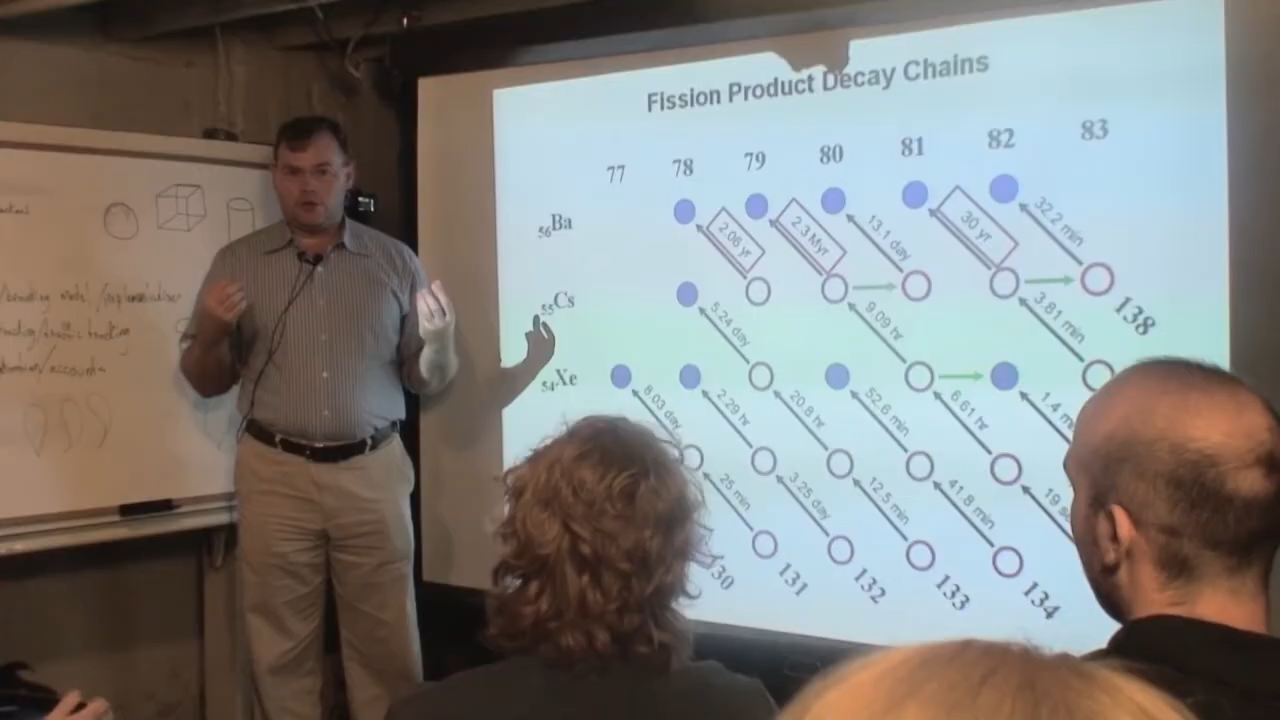 Fission Product Decay Chains
77 78 79 80 81 82 83
56Ba
2.06 yr 2.3 Myr 13.1 day 30 yr 32.2 min
55Cs
138
5.24 day 9.09 hr 3.81 min
54Xe
8.03 day 2.29 hr 20.8 hr 52.6 min 6.61 hr 1.4
25 min 3.25 day 12.5 min 41.8 min 19
131 132 133 134